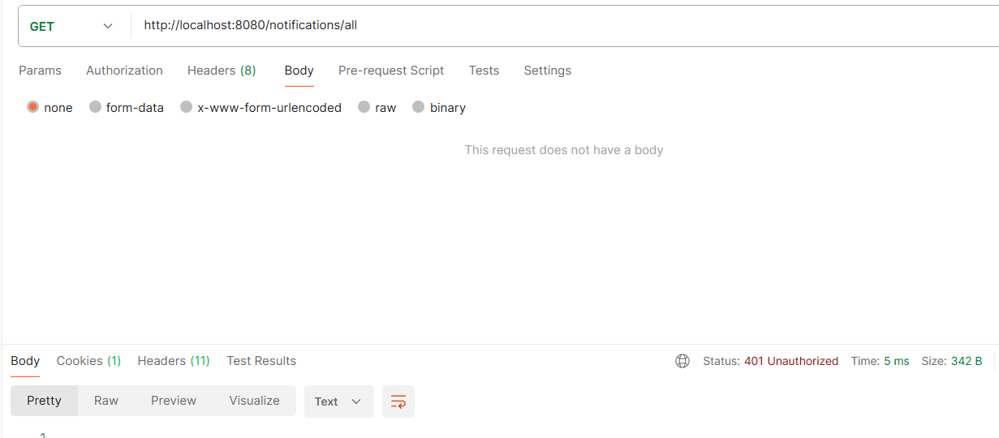 GET http://localhost:8080/notifications/all
Params Authorization Headers (8) Body Pre-request Script Tests Settings
none form-data x-www-form-urlencoded raw binary
This request does not have a body
Body Cookies (1) Headers (11) Test Results Status: 401 Unauthorized Time: 5 ms Size: 342 B
Pretty Raw Preview Visualize Text
1